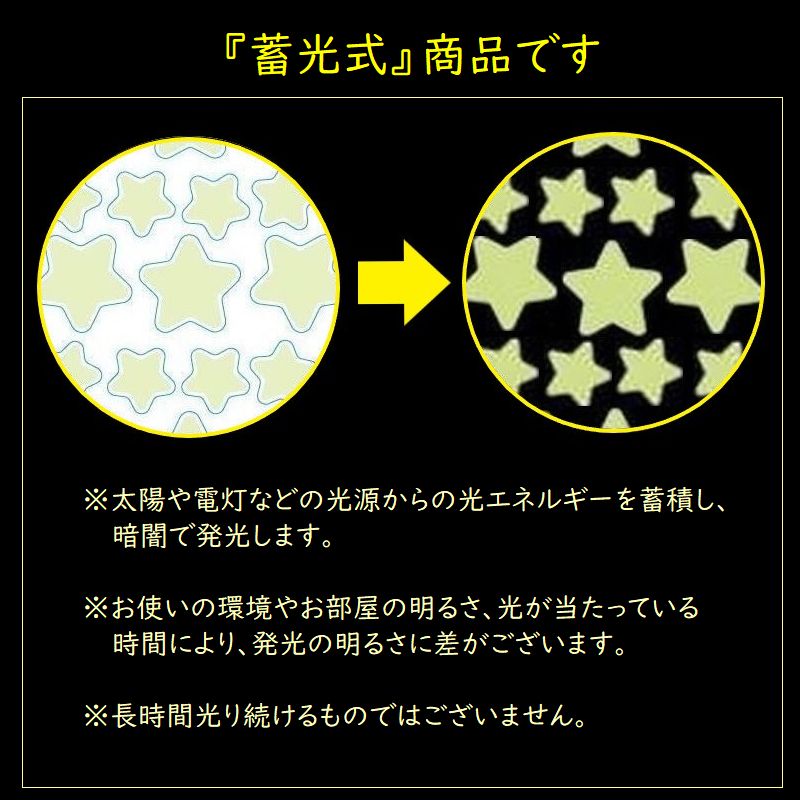 『蓄光式』商品です
※太陽や電灯などの光源からの光エネルギーを蓄積し、
暗闇で発光します。
※お使いの環境やお部屋の明るさ、光が当たっている
時間により、発光の明るさに差がございます。
※長時間光り続けるものではございません。